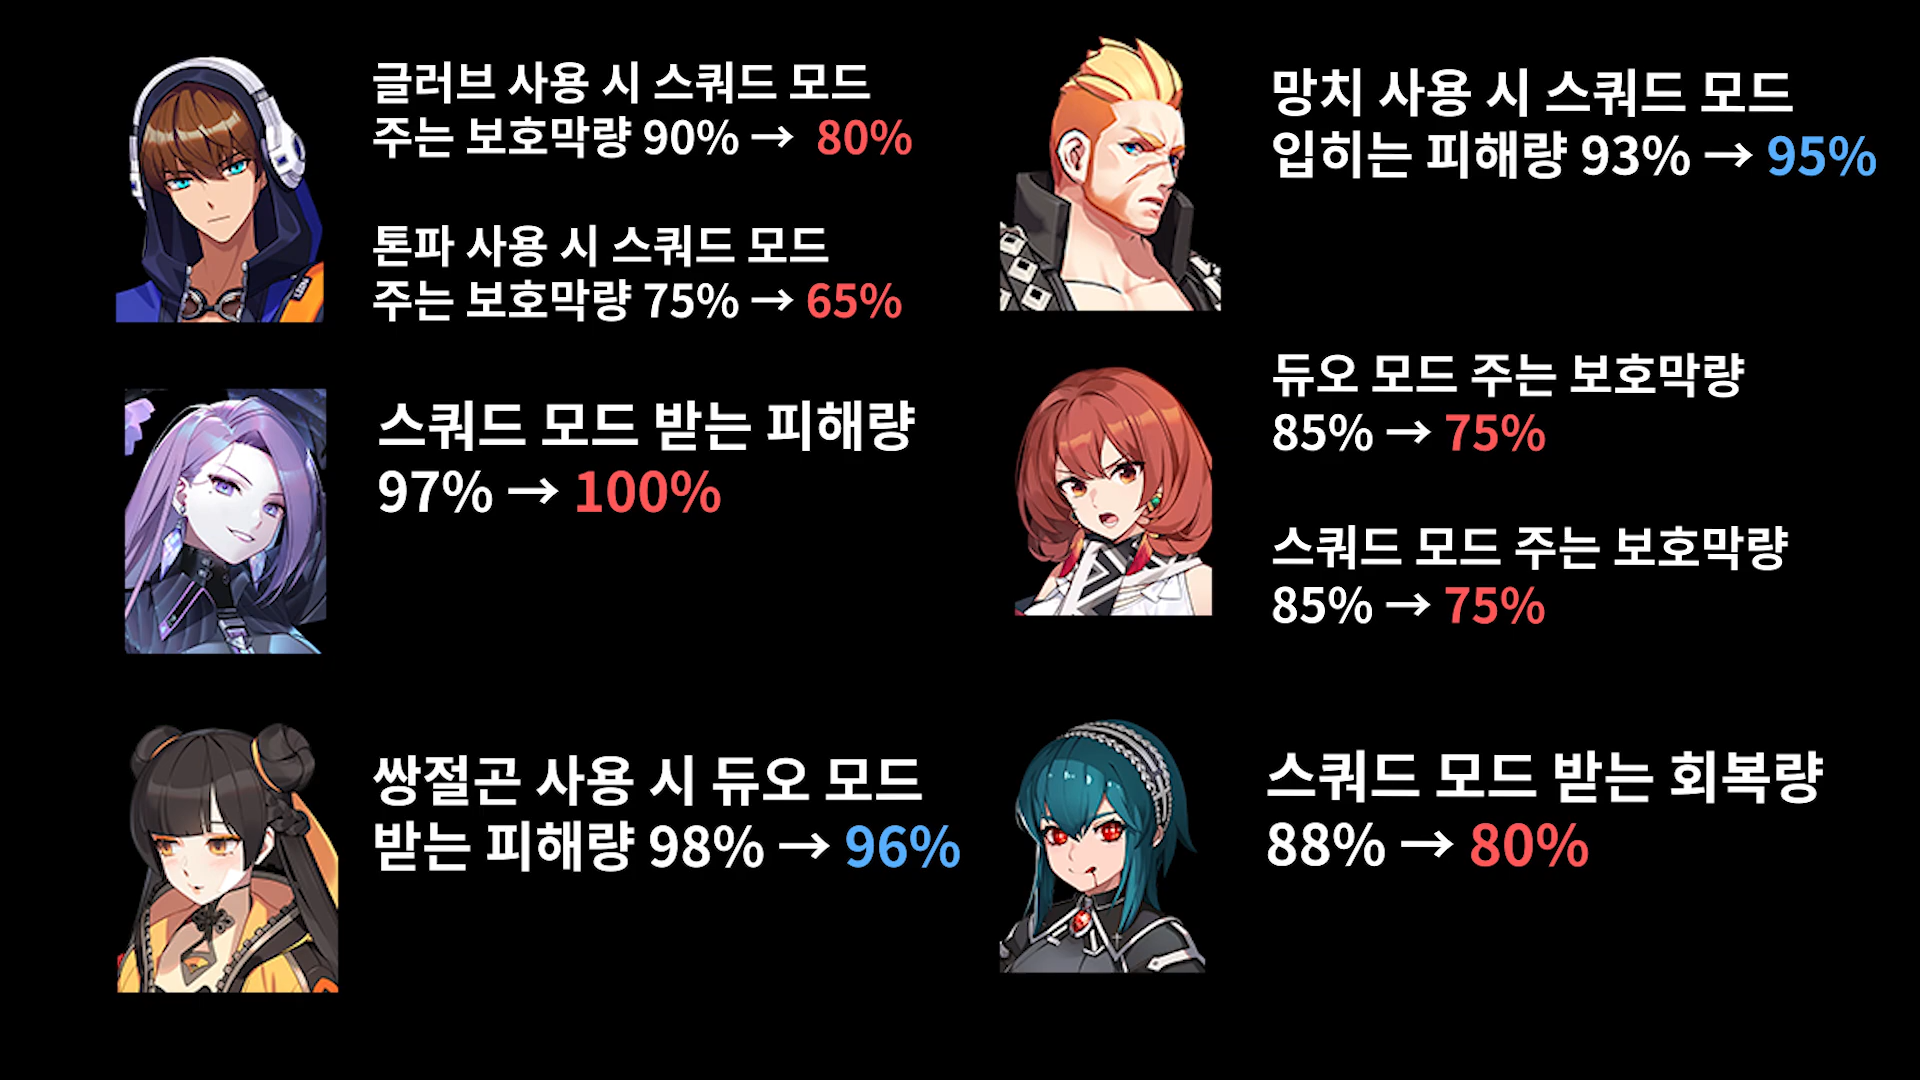 글러브 사용 시 스쿼드 모드
주는 보호막량 90% → 80%
톤파 사용 시 스쿼드 모드
주는 보호막량 75% → 65%
망치 사용 시 스쿼드 모드
입히는 피해량 93% → 95%
스쿼드 모드 받는 피해량
97% → 100%
듀오 모드 주는 보호막량
85% → 75%
스쿼드 모드 주는 보호막량
85% → 75%
쌍절곤 사용 시 듀오 모드
받는 피해량 98% → 96%
스쿼드 모드 받는 회복량
88% → 80%